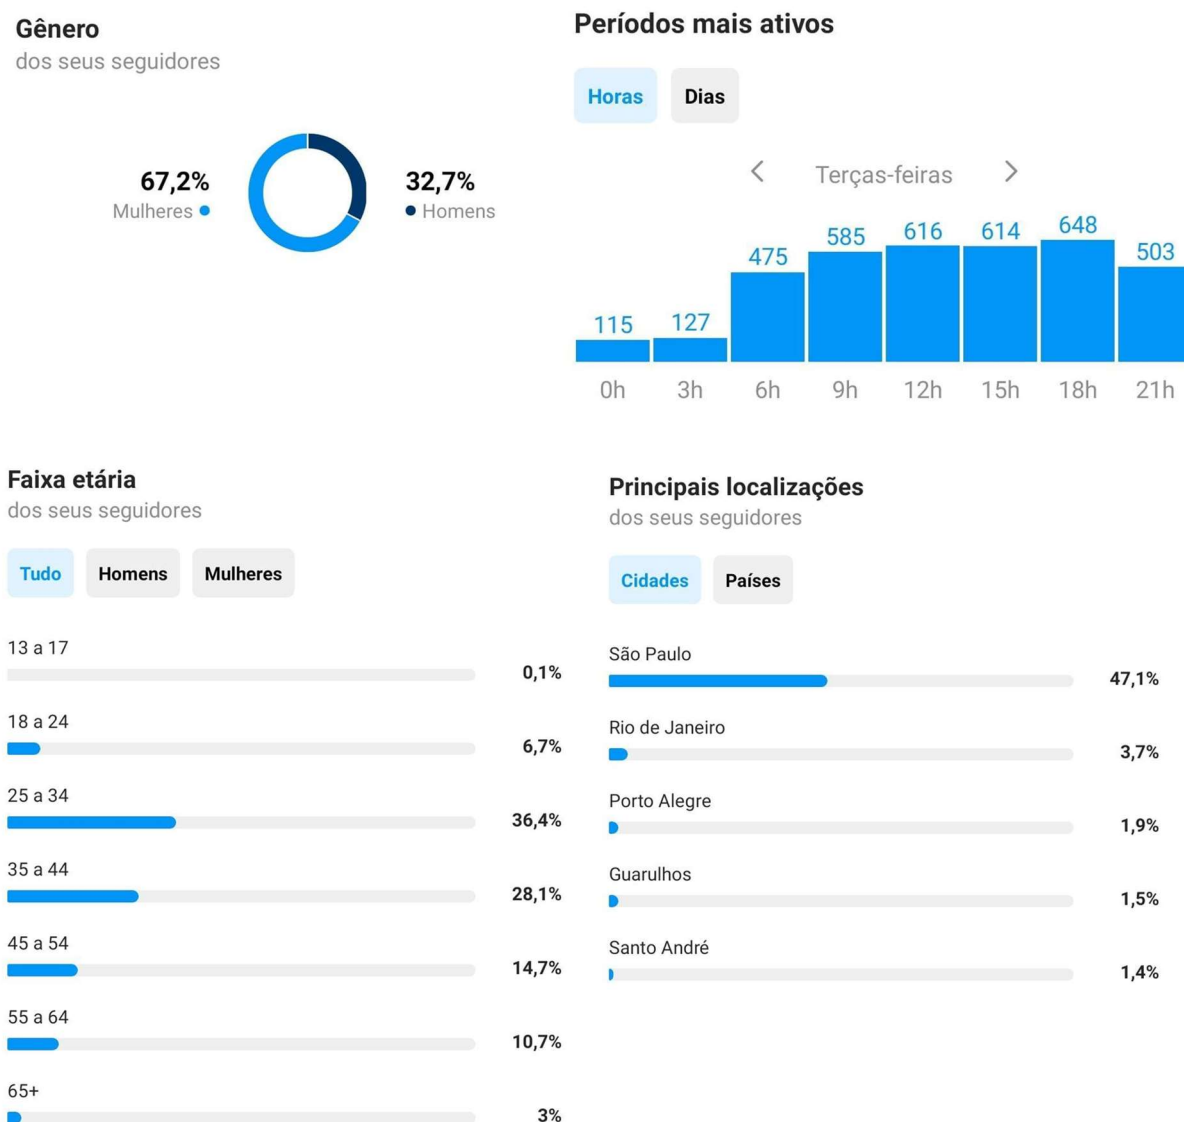 Gênero
dos seus seguidores
67,2%
Mulheres
32,7%
Homens
Períodos mais ativos
Horas Dias
Terças-feiras
115 127 475 585 616 614 648 503
0h 3h 6h 9h 12h 15h 18h 21h
Faixa etária
dos seus seguidores
Tudo Homens Mulheres
13 a 17
0,1%
18 a 24
6,7%
25 a 34
36,4%
35 a 44
28,1%
45 a 54
14,7%
55 a 64
10,7%
65+
3%
Principais localizações
dos seus seguidores
Cidades Países
São Paulo
47,1%
Rio de Janeiro
3,7%
Porto Alegre
1,9%
Guarulhos
1,5%
Santo André
1,4%